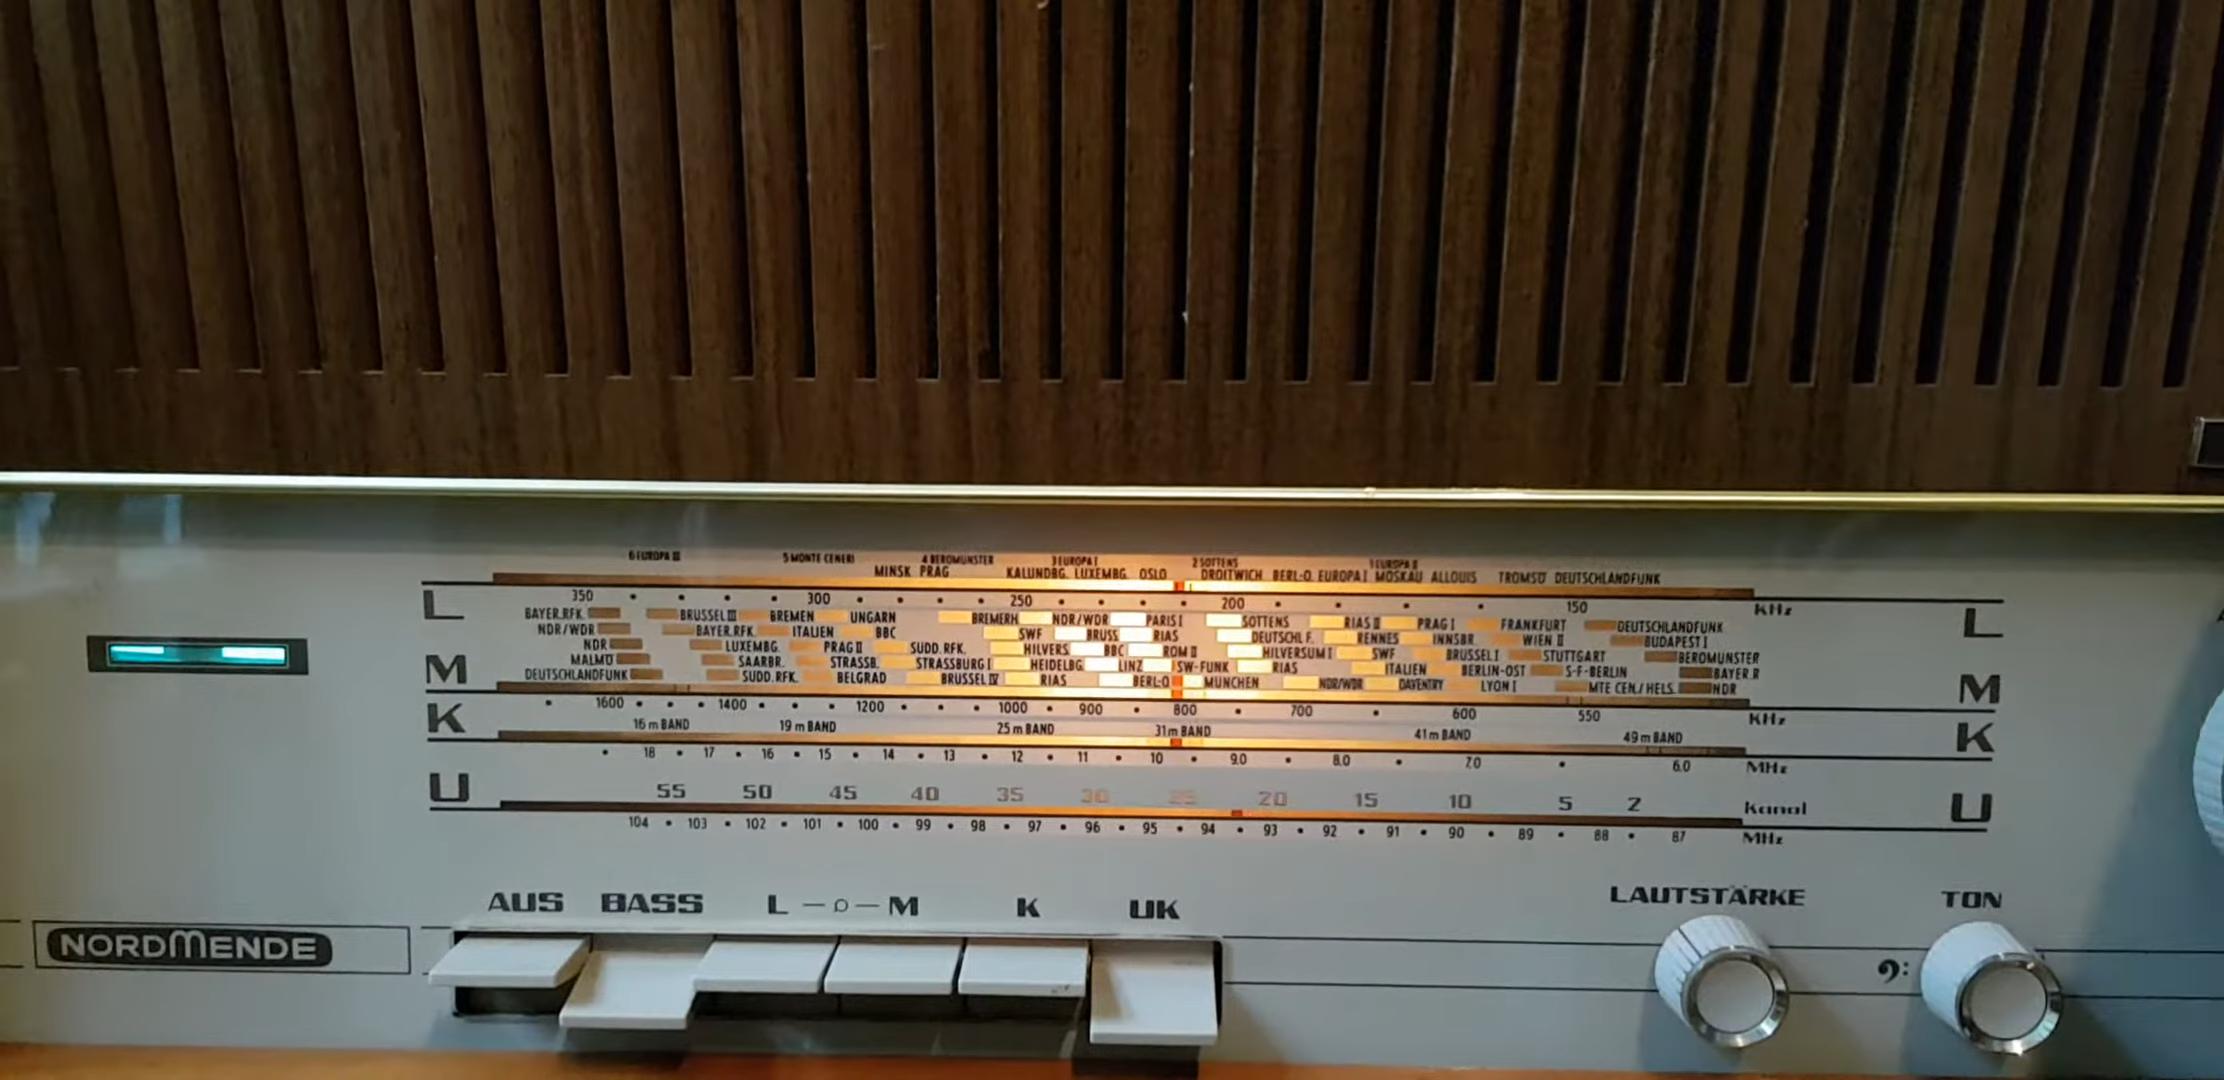 6 EUROPA III 5 MONTE CENERI 4 BEROMÜNSTER 3 EUROPA I 2 SOTTENS 1 EUROPA II
MINSK PRAG KALUNDBG. LUXEMBG. OSLO DROITWICH BERL-O. EUROPA I MOSKAU ALLOUIS TROMSÖ DEUTSCHLANDFUNK
L 350 300 250 200 150 KHz L
BAYER.RFK. BRÜSSEL III BREMEN UNGARN BREMERH. NDR/WDR PARIS I SOTTENS RIAS II PRAG I FRANKFURT DEUTSCHLANDFUNK
NDR/WDR BAYER.RFK. ITALIEN BBC SWF BRÜSS. RIAS DEUTSCHL F. RENNES INNSBR. WIEN II BUDAPEST I
NDR LUXEMBG. PRAG II SÜDD.RFK. HILVERS. BBC ROM II HILVERSUM I SWF BRÜSSEL I STUTTGART BEROMÜNSTER
MALMÖ SAARBR. STRASSB. STRASSBURG I HEIDELBG. LINZ SW-FUNK RIAS ITALIEN BERLIN-OST S-F-BERLIN BAYER.R
M DEUTSCHLANDFUNK SÜDD.RFK. BELGRAD BRÜSSEL IV RIAS BERL-O MÜNCHEN NDR/WDR DAVENTRY LYON I MTE CEN./HELS. NDR M
1600 1400 1200 1000 900 800 700 600 550 KHz
K 16 m BAND 19 m BAND 25 m BAND 31 m BAND 41 m BAND 49 m BAND K
18 17 16 15 14 13 12 11 10 9.0 8.0 7.0 6.0 MHz
U 55 50 45 40 35 30 25 20 15 10 5 2 Kanal U
104 103 102 101 100 99 98 97 96 95 94 93 92 91 90 89 88 87 MHz
AUS BASS L M K UK LAUTSTÄRKE TON
NORDMENDE